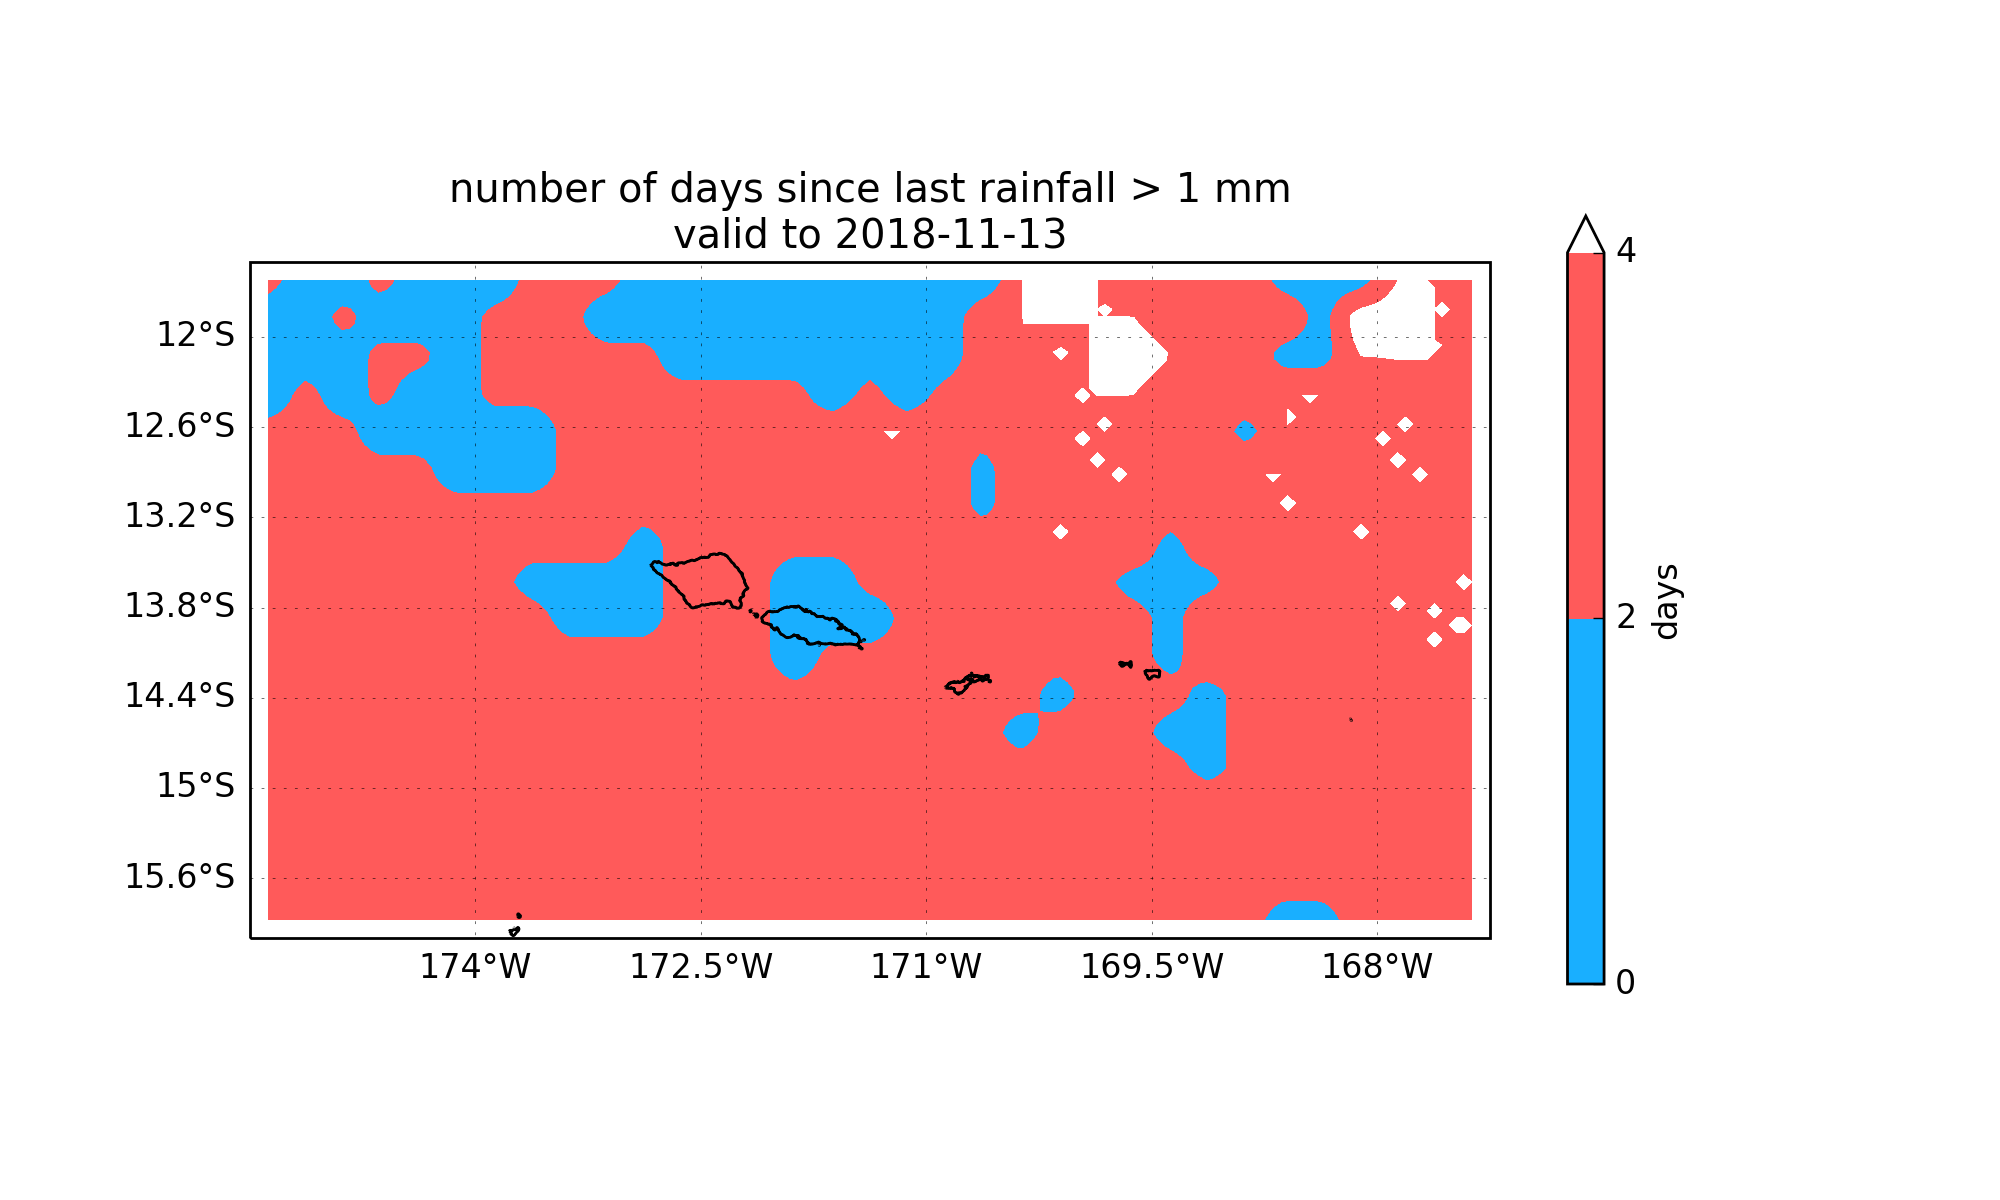 number of days since last rainfall > 1 mm
valid to 2018-11-13
12°S
12.6°S
13.2°S
13.8°S
14.4°S
15°S
15.6°S
174°W
172.5°W
171°W
169.5°W
168°W
4
2
0
days